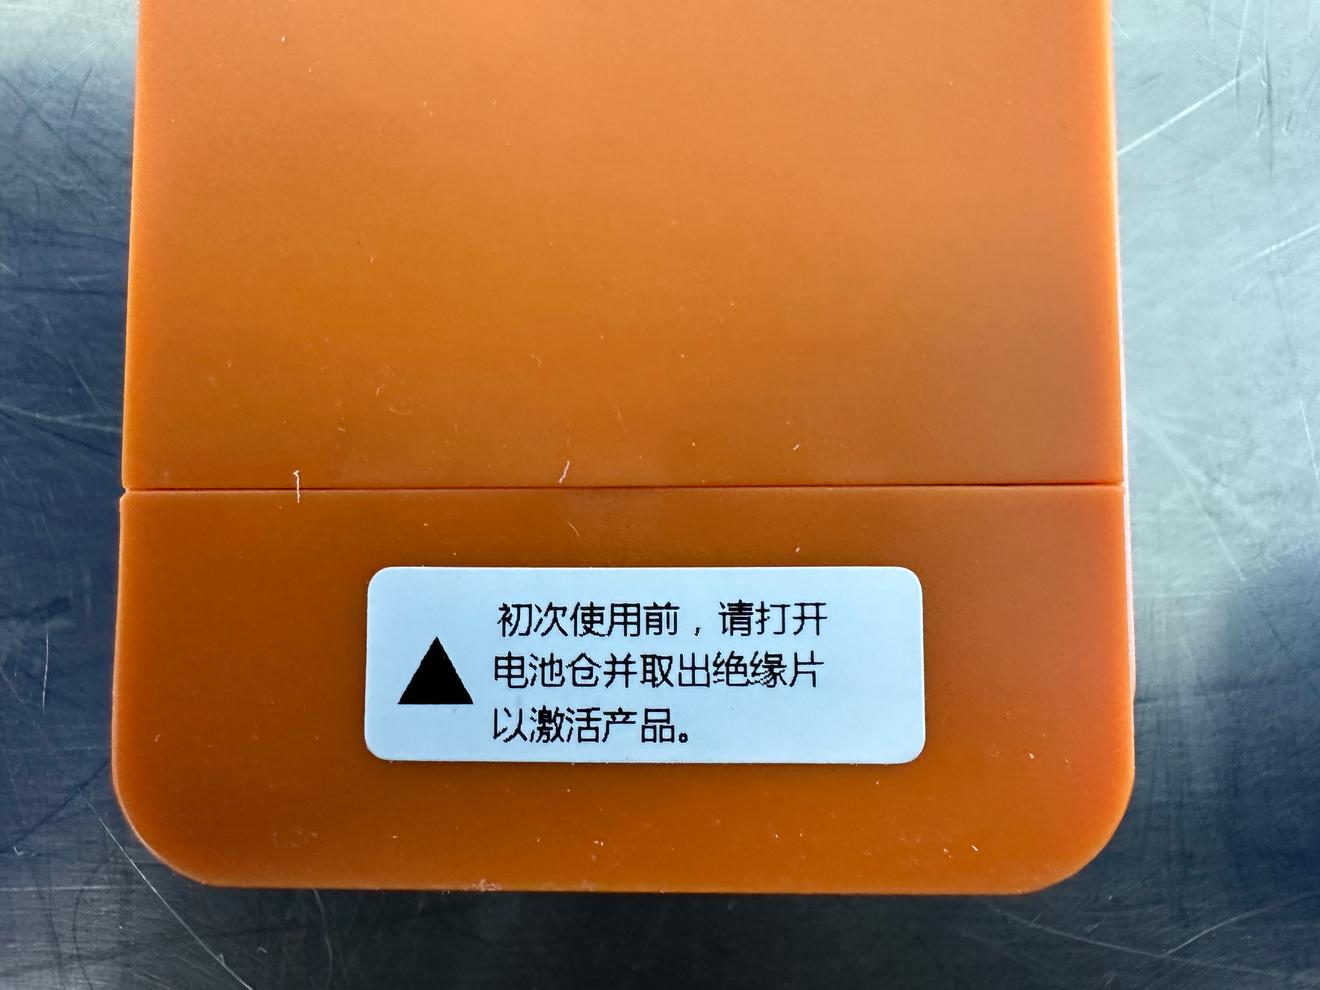 初次使用前，请打开
电池仓并取出绝缘片
以激活产品。